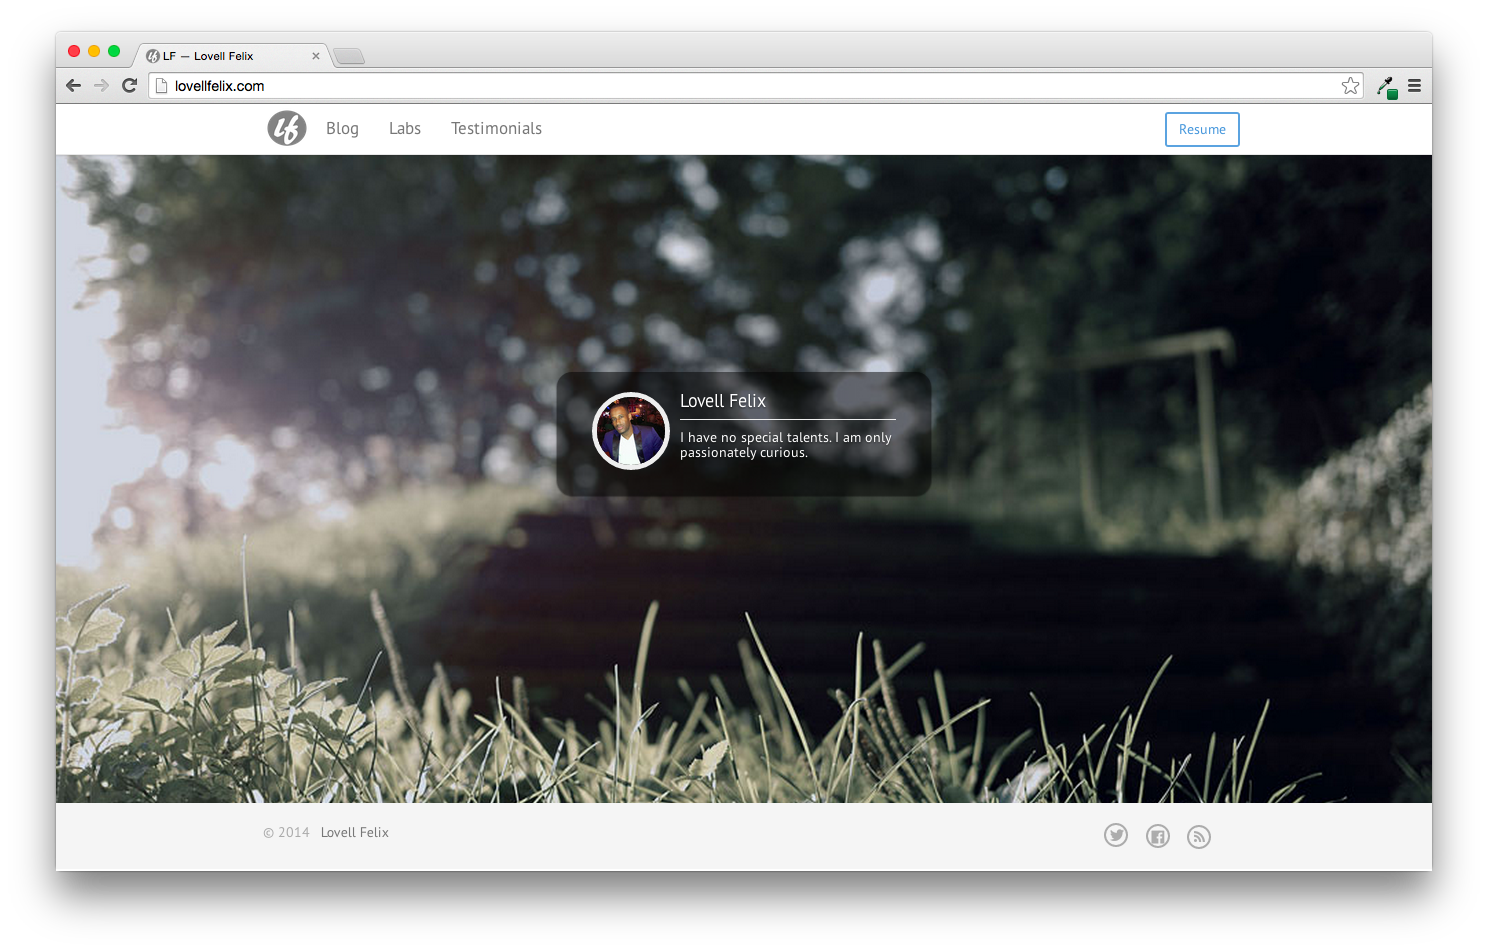 LF — Lovell Felix
lovellfelix.com
lf Blog Labs Testimonials Resume
Lovell Felix
I have no special talents. I am only
passionately curious.
© 2014 Lovell Felix